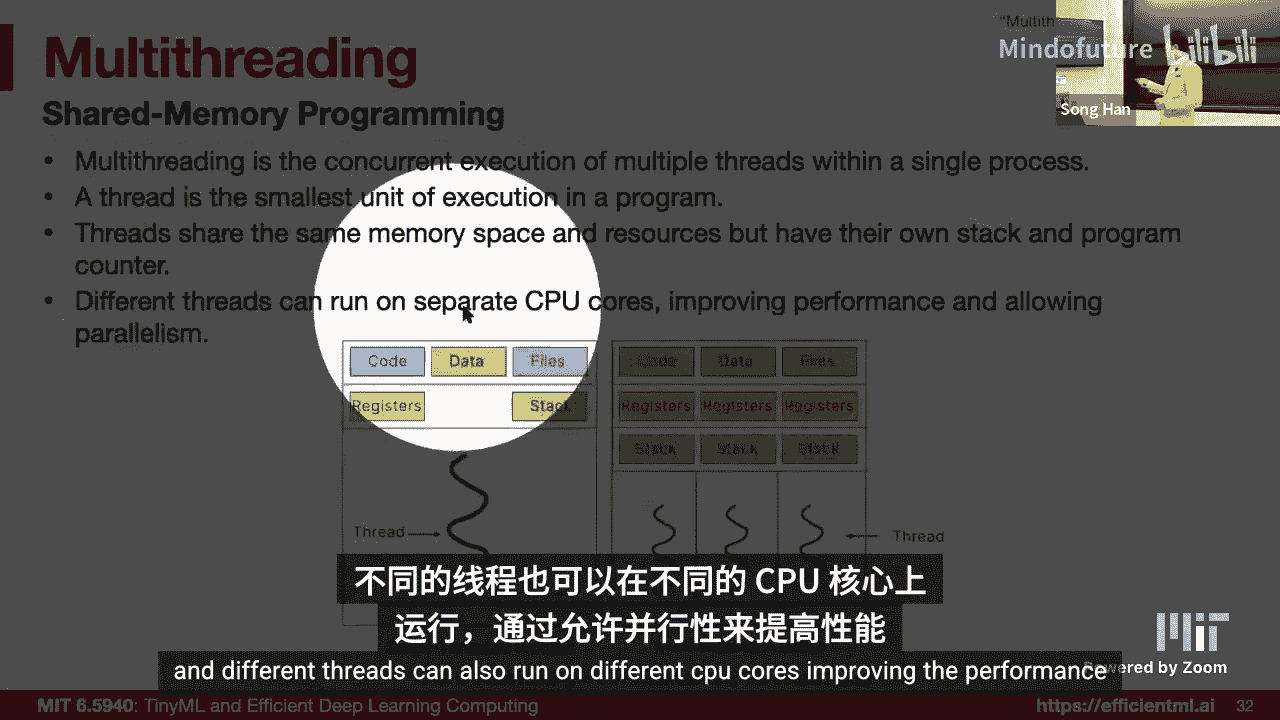 Multithreading
"Multith
Mindofuture bilibili
Song Han
Shared-Memory Programming
• Multithreading is the concurrent execution of multiple threads within a single process.
• A thread is the smallest unit of execution in a program.
• Threads share the same memory space and resources but have their own stack and program
counter.
• Different threads can run on separate CPU cores, improving performance and allowing
parallelism.
Code Data Files
Registers Stack
Thread
Code Data Files
Registers Registers Registers
Stack Stack Stack
Thread
不同的线程也可以在不同的 CPU 核心上
运行，通过允许并行性来提高性能
and different threads can also run on different cpu cores improving the performance
MIT
Powered by Zoom
MIT 6.5940: TinyML and Efficient Deep Learning Computing
https://efficientml.ai
32